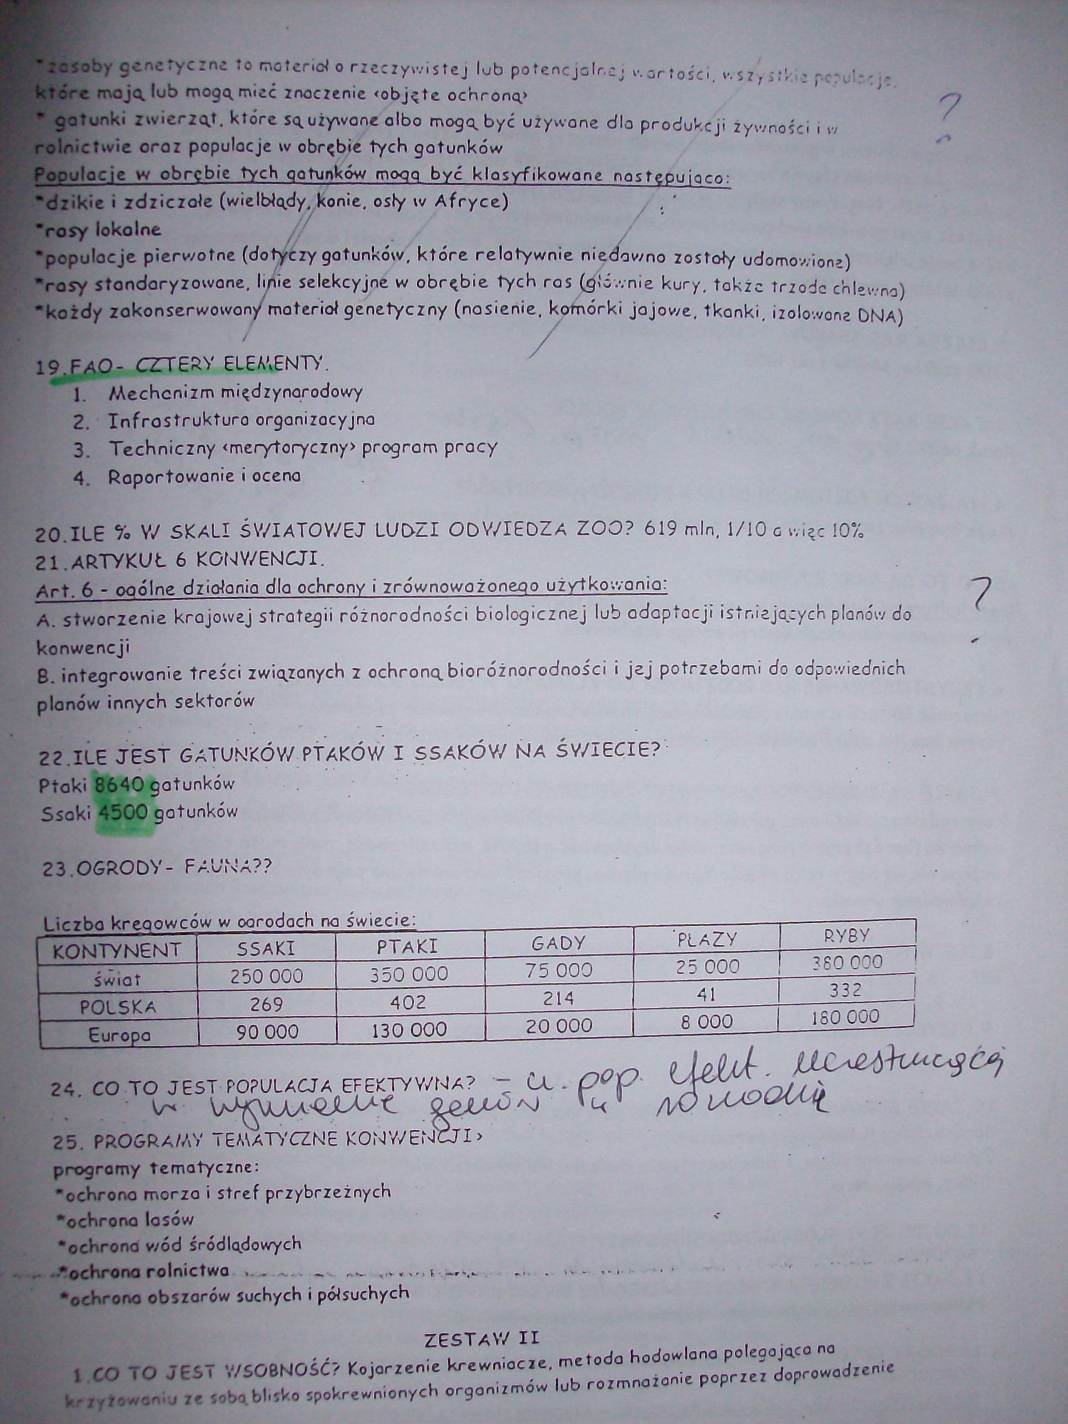 *zasoby genetyczne to materiał o rzeczywistej lub potencjalnej wartości, wszystkie populacje,
które mają lub mogą mieć znaczenie <objęte ochroną>
* gatunki zwierząt, które są używane albo mogą być używane dla produkcji żywności i w
?
rolnictwie oraz populacje w obrębie tych gatunków
Populacje w obrębie tych gatunków mogą być klasyfikowane następująco:
*dzikie i zdziczałe (wielbłądy, konie, osły w Afryce)
*rasy lokalne
*populacje pierwotne (dotyczy gatunków, które relatywnie niedawno zostały udomowione)
*rasy standaryzowane, linie selekcyjne w obrębie tych ras (głównie kury, także trzoda chlewna)
*każdy zakonserwowany materiał genetyczny (nasienie, komórki jajowe, tkanki, izolowane DNA)
19.FAO- CZTERY ELEMENTY.
1. Mechanizm międzynarodowy
2. Infrastruktura organizacyjna
3. Techniczny <merytoryczny> program pracy
4. Raportowanie i ocena
20.ILE % W SKALI ŚWIATOWEJ LUDZI ODWIEDZA ZOO? 619 mln, 1/10 a więc 10%
21.ARTYKUŁ 6 KONWENCJI.
Art. 6 - ogólne działania dla ochrony i zrównoważonego użytkowania:
?
A. stworzenie krajowej strategii różnorodności biologicznej lub adaptacji istniejących planów do
konwencji
B. integrowanie treści związanych z ochroną bioróżnorodności i jej potrzebami do odpowiednich
planów innych sektorów
22.ILE JEST GATUNKÓW PTAKÓW I SSAKÓW NA ŚWIECIE?
Ptaki 8640 gatunków
Ssaki 4500 gatunków
23.OGRODY- FAUNA??
Liczba kręgowców w ogrodach na świecie:
KONTYNENT SSAKI PTAKI GADY PŁAZY RYBY
świat 250 000 350 000 75 000 25 000 380 000
POLSKA 269 402 214 41 332
Europa 90 000 130 000 20 000 8 000 180 000
24. CO TO JEST POPULACJA EFEKTYWNA? – cz. pop. efekt. uczestnicząca
w wymianie genów
25. PROGRAMY TEMATYCZNE KONWENCJI>
programy tematyczne:
*ochrona morza i stref przybrzeżnych
*ochrona lasów
*ochrona wód śródlądowych
*ochrona rolnictwa
*ochrona obszarów suchych i półsuchych
ZESTAW II
1.CO TO JEST WSOBNOŚĆ? Kojarzenie krewniacze, metoda hodowlana polegająca na
krzyżowaniu ze sobą blisko spokrewnionych organizmów lub rozmnażanie poprzez doprowadzenie